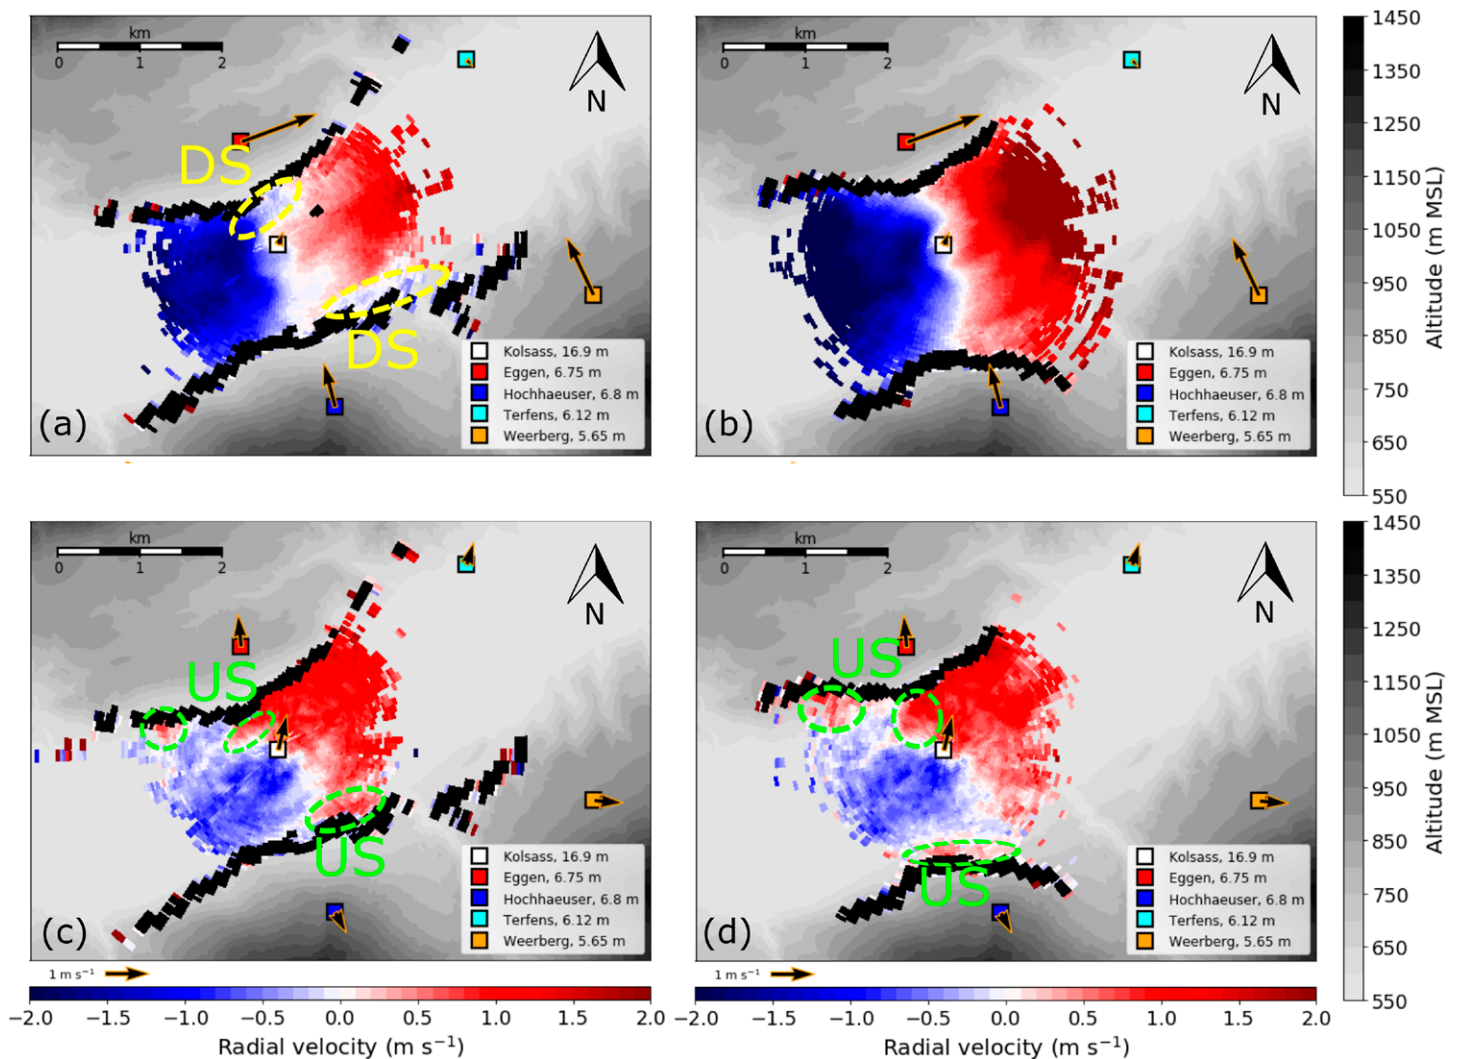 km
0 1 2
N
DS
DS
Kolsass, 16.9 m
Eggen, 6.75 m
Hochhaeuser, 6.8 m
Terfens, 6.12 m
Weerberg, 5.65 m
(a)
km
0 1 2
N
Kolsass, 16.9 m
Eggen, 6.75 m
Hochhaeuser, 6.8 m
Terfens, 6.12 m
Weerberg, 5.65 m
(b)
1450
1350
1250
1150
1050
950
850
750
650
550
Altitude (m MSL)
km
0 1 2
N
US
US
Kolsass, 16.9 m
Eggen, 6.75 m
Hochhaeuser, 6.8 m
Terfens, 6.12 m
Weerberg, 5.65 m
(c)
1 m s⁻¹
km
0 1 2
N
US
US
Kolsass, 16.9 m
Eggen, 6.75 m
Hochhaeuser, 6.8 m
Terfens, 6.12 m
Weerberg, 5.65 m
(d)
1 m s⁻¹
1450
1350
1250
1150
1050
950
850
750
650
550
Altitude (m MSL)
−2.0 −1.5 −1.0 −0.5 0.0 0.5 1.0 1.5 2.0
Radial velocity (m s⁻¹)
−2.0 −1.5 −1.0 −0.5 0.0 0.5 1.0 1.5 2.0
Radial velocity (m s⁻¹)